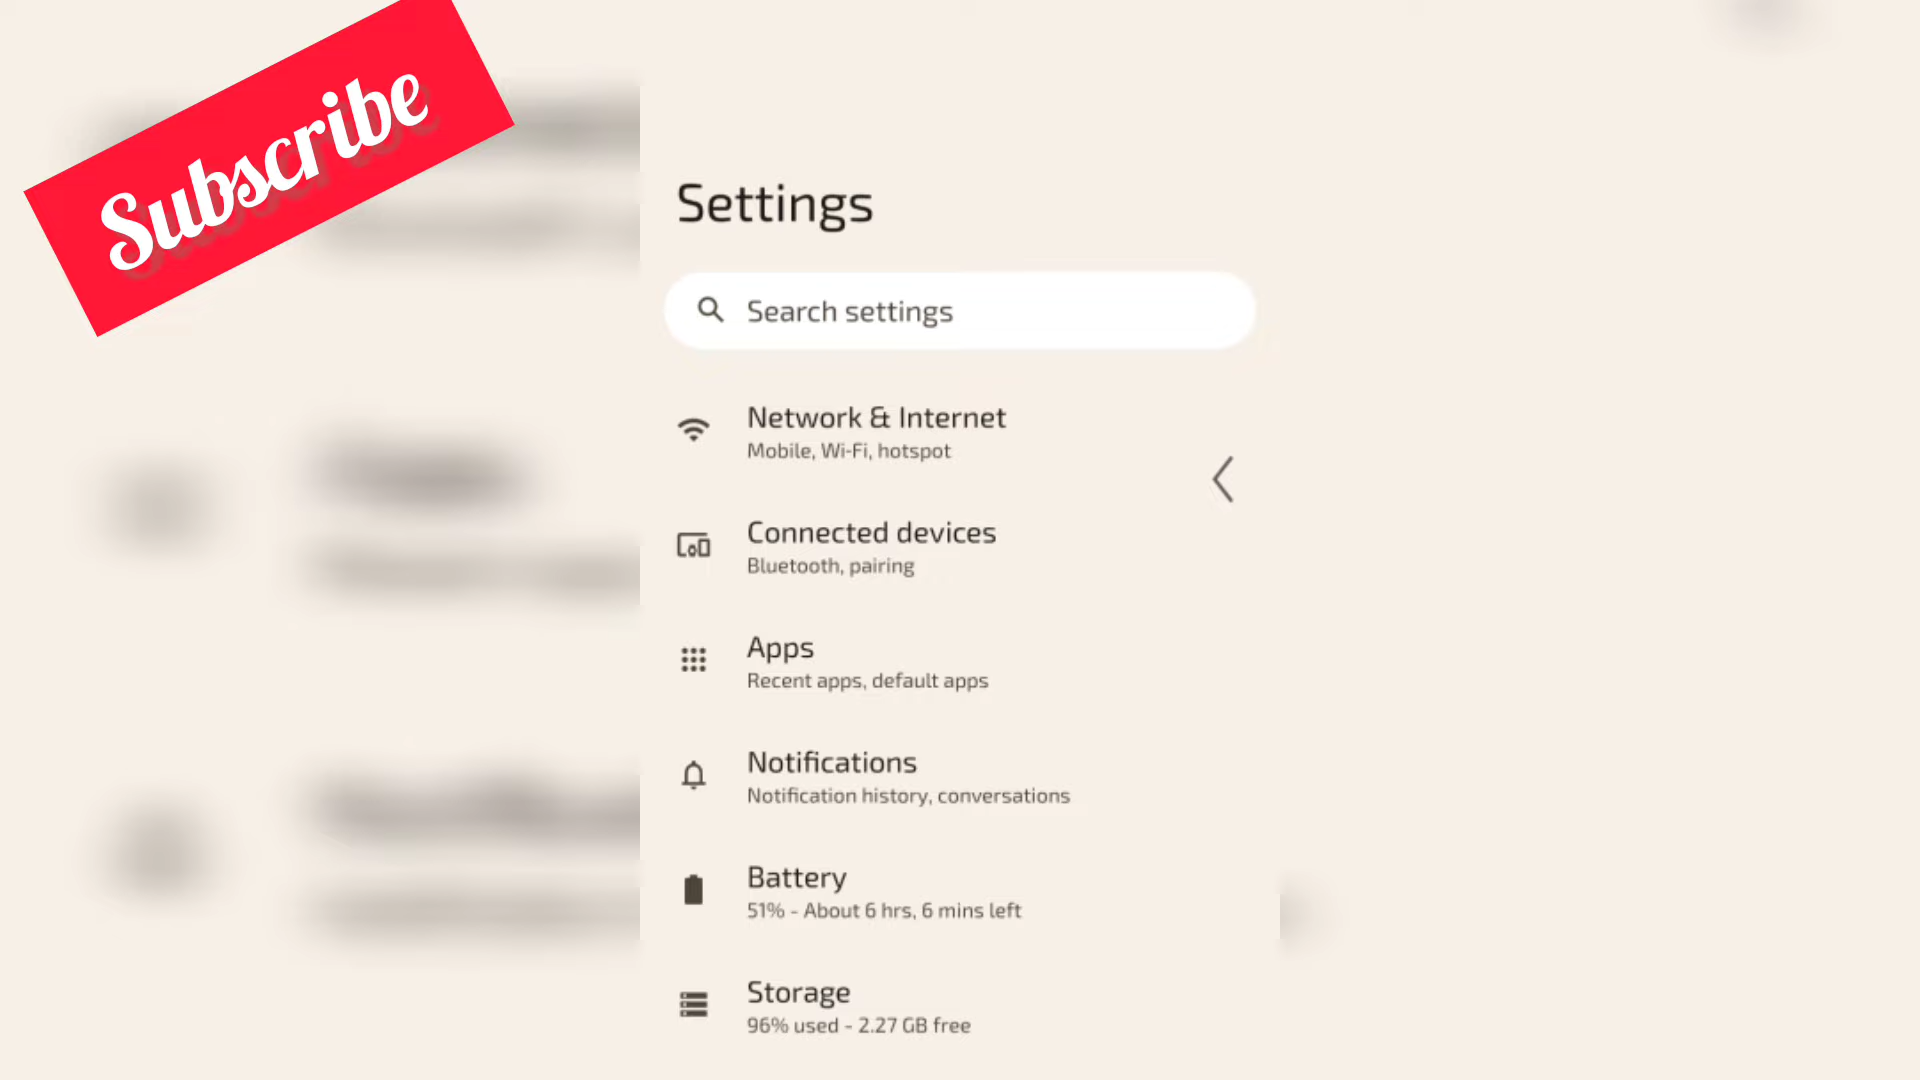 Subscribe
Settings
Search settings
Network & Internet
Mobile, Wi-Fi, hotspot
Connected devices
Bluetooth, pairing
Apps
Recent apps, default apps
Notifications
Notification history, conversations
Battery
51% - About 6 hrs, 6 mins left
Storage
96% used - 2.27 GB free